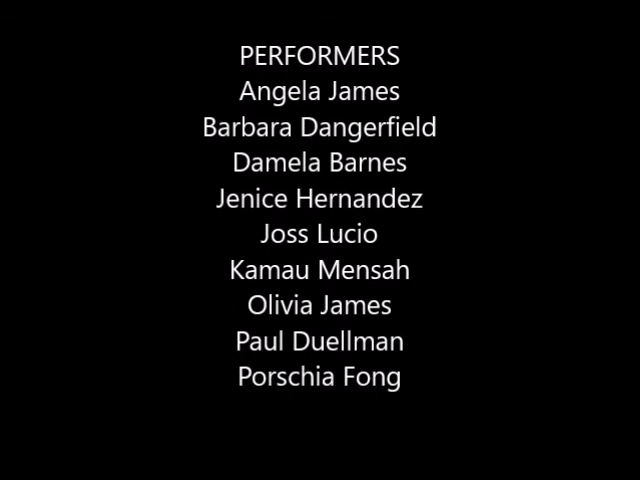 PERFORMERS
Angela James
Barbara Dangerfield
Damela Barnes
Jenice Hernandez
Joss Lucio
Kamau Mensah
Olivia James
Paul Duellman
Porschia Fong